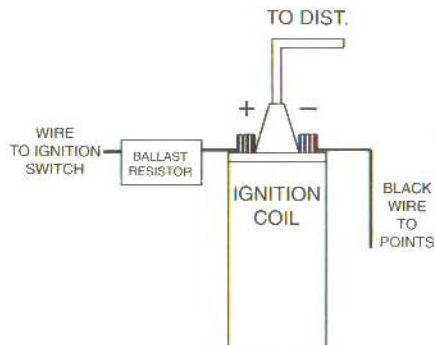 TO DIST.
+ −
WIRE
TO IGNITION
SWITCH
BALLAST
RESISTOR
IGNITION
COIL
BLACK
WIRE
TO
POINTS